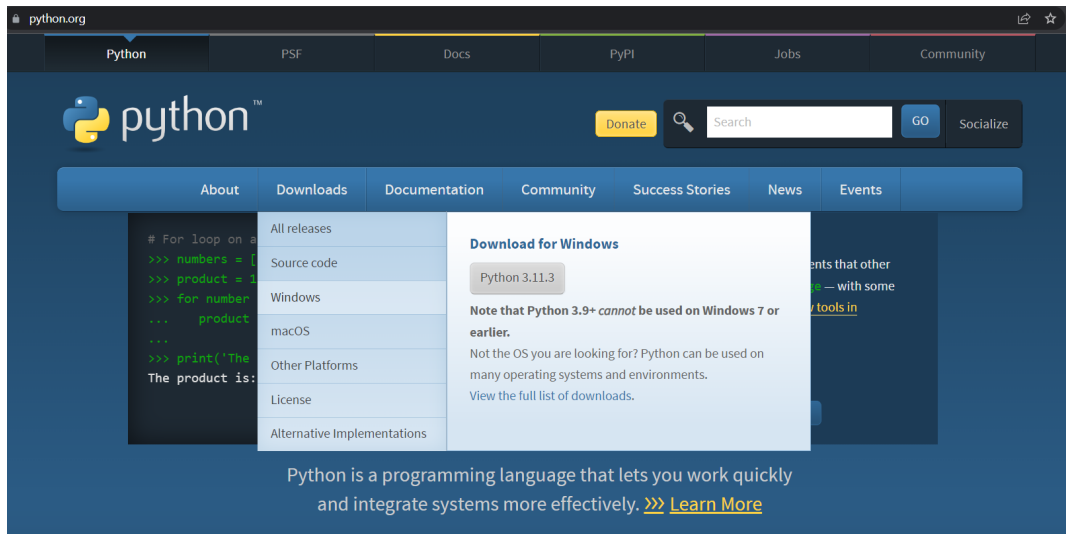 python.org
Python PSF Docs PyPI Jobs Community
python™
Donate Search GO Socialize
About Downloads Documentation Community Success Stories News Events
# For loop on a
>>> numbers = [
>>> product = 1
>>> for number
... product
...
>>> print('The
The product is:
All releases
Source code
Windows
macOS
Other Platforms
License
Alternative Implementations
Download for Windows
Python 3.11.3
Note that Python 3.9+ cannot be used on Windows 7 or
earlier.
Not the OS you are looking for? Python can be used on
many operating systems and environments.
View the full list of downloads.
ents that other
— with some
tools in
Python is a programming language that lets you work quickly
and integrate systems more effectively. >>> Learn More